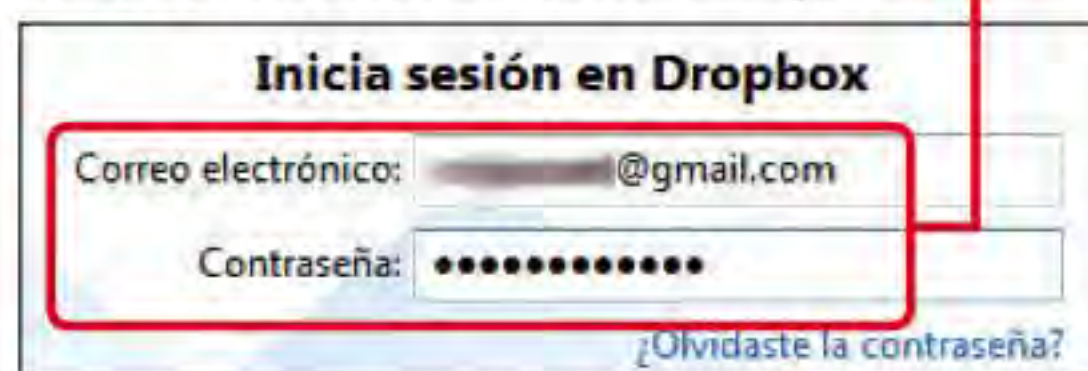 Inicia sesión en Dropbox
Correo electrónico: @gmail.com
Contraseña: ●●●●●●●●●●●●
¿Olvidaste la contraseña?